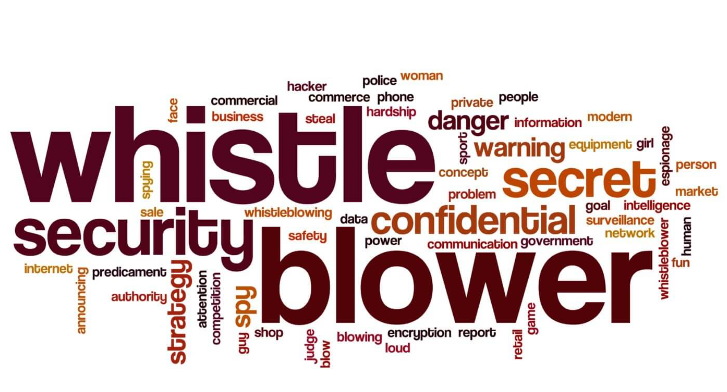 woman
police
hacker
commercial
commerce
phone
private
people
face
business
steal
hardship
danger
information
modern
whistle
sport
warning
equipment
girl
espionage
spying
concept
secret
person
problem
market
sale
whistleblowing
data
confidential
goal
intelligence
surveillance
security
safety
power
communication
government
network
human
whistleblower
blower
fun
internet
predicament
announcing
authority
strategy
attention
competition
spy
guy
shop
judge
blow
blowing
loud
encryption
report
retail
game